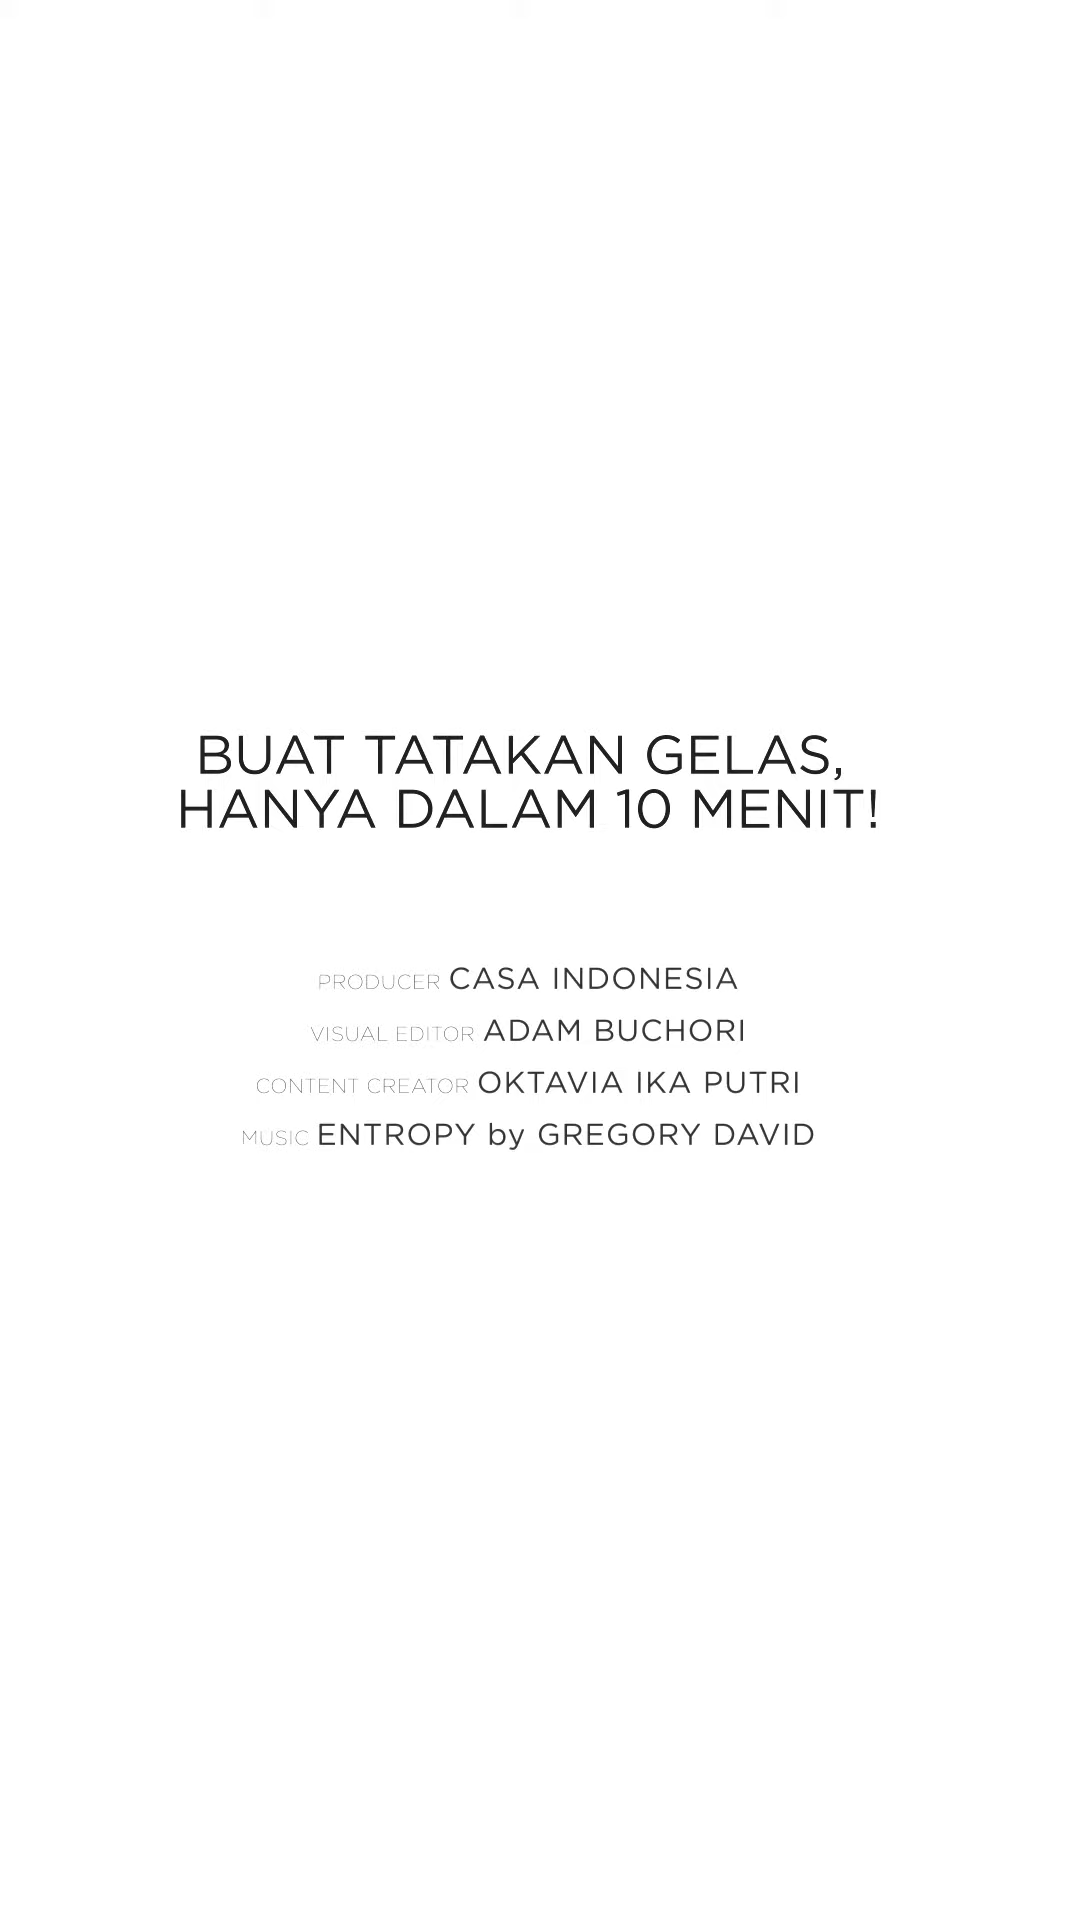 BUAT TATAKAN GELAS,
HANYA DALAM 10 MENIT!
PRODUCER CASA INDONESIA
VISUAL EDITOR ADAM BUCHORI
CONTENT CREATOR OKTAVIA IKA PUTRI
MUSIC ENTROPY by GREGORY DAVID